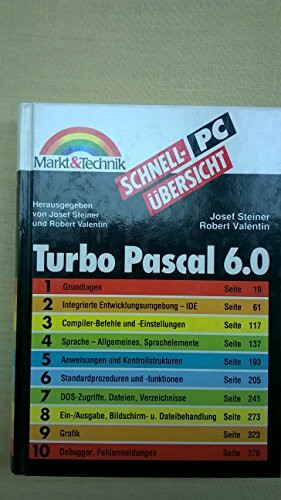 Markt&Technik
SCHNELL-
ÜBERSICHT
PC
Herausgegeben
von Josef Steiner
und Robert Valentin
Josef Steiner
Robert Valentin
Turbo Pascal 6.0
1 Grundlagen Seite 19
2 Integrierte Entwicklungsumgebung – IDE Seite 61
3 Compiler-Befehle und -Einstellungen Seite 117
4 Sprache – Allgemeines, Sprachelemente Seite 137
5 Anweisungen und Kontrollstrukturen Seite 193
6 Standardprozeduren und -funktionen Seite 205
7 DOS-Zugriffe, Dateien, Verzeichnisse Seite 241
8 Ein-/Ausgabe, Bildschirm- u. Dateibehandlung Seite 273
9 Grafik Seite 323
10 Debugger, Fehlermeldungen Seite 379